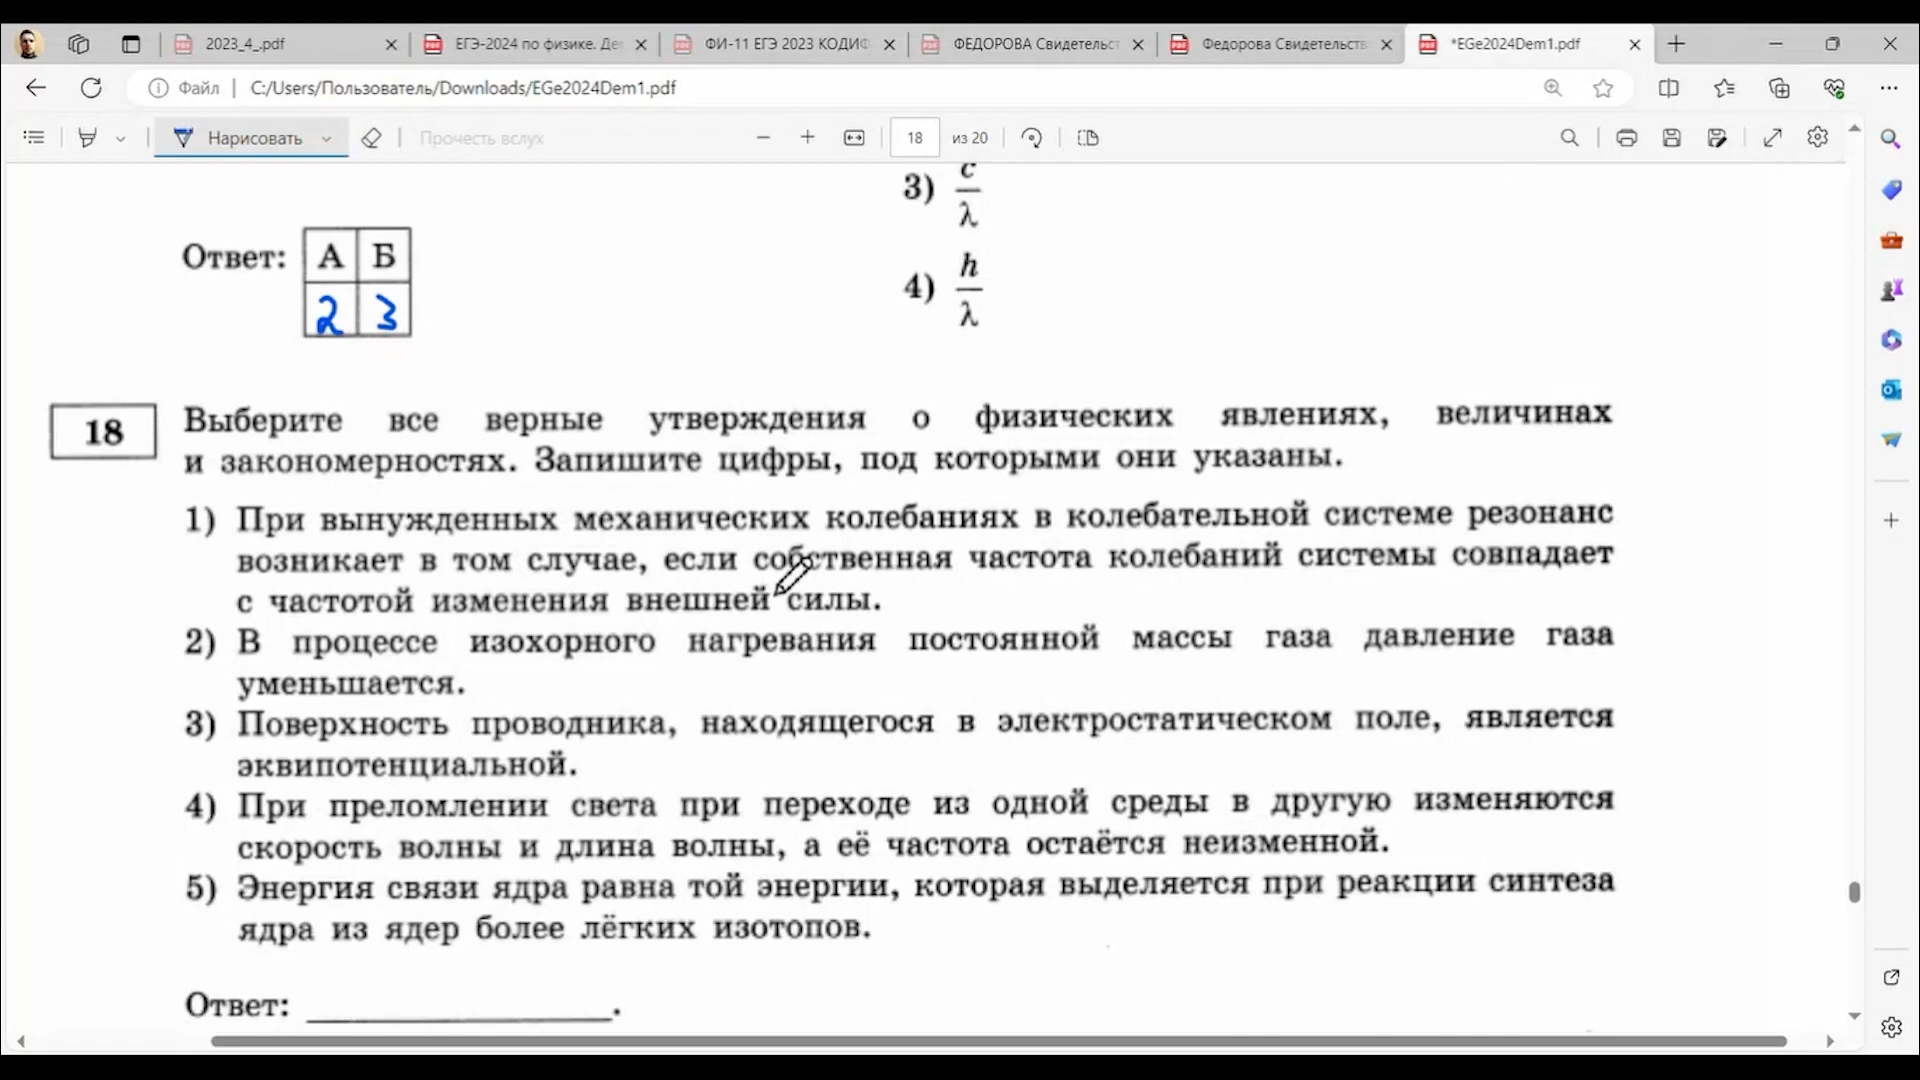 2023_4_.pdf
ЕГЭ-2024 по физике. Де
ФИ-11 ЕГЭ 2023 КОДИФ
ФЕДОРОВА Свидетельст
Федорова Свидетельств
*EGe2024Dem1.pdf
Файл
C:/Users/Пользователь/Downloads/EGe2024Dem1.pdf
Нарисовать
Прочесть вслух
18
из 20
3) c
λ
Ответ:
А Б
2 3
4) h
λ
18
Выберите все верные утверждения о физических явлениях, величинах
и закономерностях. Запишите цифры, под которыми они указаны.
1) При вынужденных механических колебаниях в колебательной системе резонанс
возникает в том случае, если собственная частота колебаний системы совпадает
с частотой изменения внешней силы.
2) В процессе изохорного нагревания постоянной массы газа давление газа
уменьшается.
3) Поверхность проводника, находящегося в электростатическом поле, является
эквипотенциальной.
4) При преломлении света при переходе из одной среды в другую изменяются
скорость волны и длина волны, а её частота остаётся неизменной.
5) Энергия связи ядра равна той энергии, которая выделяется при реакции синтеза
ядра из ядер более лёгких изотопов.
Ответ: ____________.